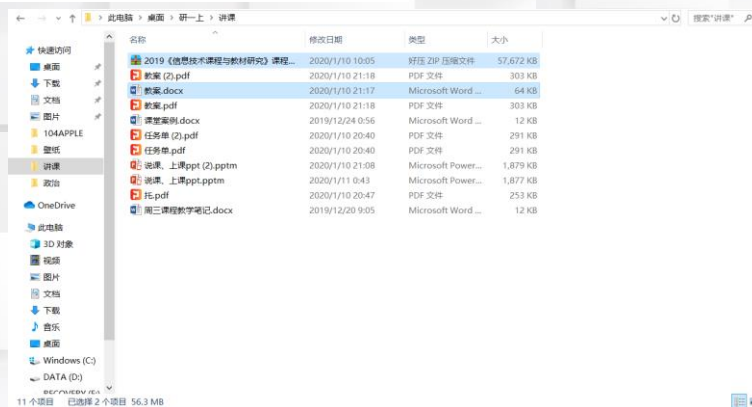 此电脑 › 桌面 › 研一上 › 讲课
搜索"讲课"
名称 修改日期 类型 大小
2019《信息技术课程与教材研究》课程... 2020/1/10 10:05 好压 ZIP 压缩文件 57,672 KB
教案 (2).pdf 2020/1/10 21:18 PDF 文件 303 KB
教案.docx 2020/1/10 21:17 Microsoft Word ... 64 KB
教案.pdf 2020/1/10 21:18 PDF 文件 303 KB
课堂案例.docx 2019/12/24 0:56 Microsoft Word ... 12 KB
任务单 (2).pdf 2020/1/10 20:40 PDF 文件 291 KB
任务单.pdf 2020/1/10 20:40 PDF 文件 291 KB
说课、上课ppt (2).pptm 2020/1/10 21:08 Microsoft Power... 1,879 KB
说课、上课ppt.pptm 2020/1/11 0:43 Microsoft Power... 1,877 KB
托.pdf 2020/1/10 20:47 PDF 文件 253 KB
周三课程教学笔记.docx 2019/12/20 9:05 Microsoft Word ... 12 KB
快速访问
桌面
下载
文档
图片
104APPLE
壁纸
讲课
政治
OneDrive
此电脑
3D 对象
视频
图片
文档
下载
音乐
桌面
Windows (C:)
DATA (D:)
RECOVERY (E:)
11 个项目 已选择 2 个项目 56.3 MB